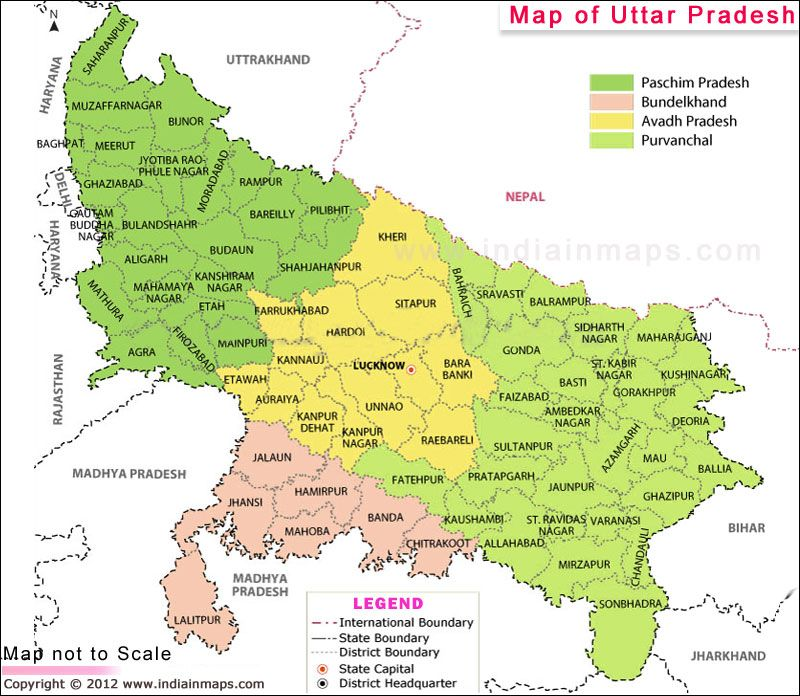 Map of Uttar Pradesh
N
UTTRAKHAND
HARYANA
DELHI
HARYANA
RAJASTHAN
MADHYA PRADESH
MADHYA
PRADESH
NEPAL
BIHAR
JHARKHAND
Paschim Pradesh
Bundelkhand
Avadh Pradesh
Purvanchal
www.indiainmaps.com
SAHARANPUR
MUZAFFARNAGAR
BIJNOR
BAGHPAT
MEERUT
JYOTIBA RAO-
PHULE NAGAR
MORADABAD
RAMPUR
GHAZIABAD
GAUTAM
BUDDHA
NAGAR
BULANDSHAHR
BAREILLY
PILIBHIT
BUDAUN
ALIGARH
SHAHJAHANPUR
MATHURA
MAHAMAYA
NAGAR
KANSHIRAM
NAGAR
ETAH
AGRA
FIROZABAD
MAINPURI
KHERI
SITAPUR
FARRUKHABAD
HARDOI
KANNAUJ
LUCKNOW
BARA
BANKI
ETAWAH
AURAIYA
KANPUR
DEHAT
UNNAO
KANPUR
NAGAR
RAEBARELI
BAHRAICH
SRAVASTI
BALRAMPUR
SIDHARTH
NAGAR
MAHARAJGANJ
GONDA
ST. KABIR
NAGAR
KUSHINAGAR
BASTI
GORAKHPUR
FAIZABAD
AMBEDKAR
NAGAR
DEORIA
SULTANPUR
AZAMGARH
MAU
BALLIA
FATEHPUR
PRATAPGARH
JAUNPUR
GHAZIPUR
KAUSHAMBI
ST. RAVIDAS
NAGAR
VARANASI
ALLAHABAD
CHANDAULI
MIRZAPUR
SONBHADRA
JALAUN
HAMIRPUR
JHANSI
BANDA
MAHOBA
CHITRAKOOT
LALITPUR
LEGEND
International Boundary
State Boundary
District Boundary
State Capital
District Headquarter
Map not to Scale
Copyright © 2012 www.indiainmaps.com